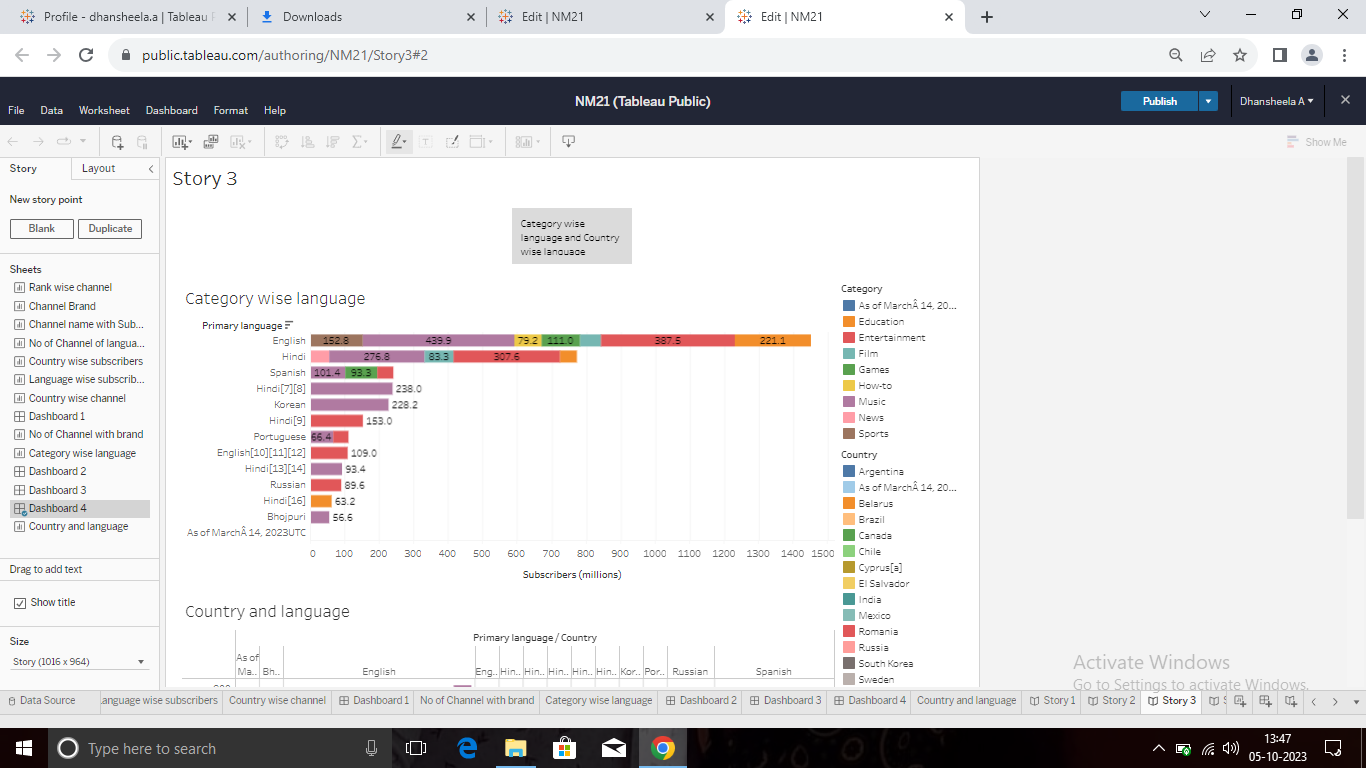 Profile - dhansheela.a | Tableau
Downloads
Edit | NM21
Edit | NM21
public.tableau.com/authoring/NM21/Story3#2
NM21 (Tableau Public)
Publish
Dhansheela A
File Data Worksheet Dashboard Format Help
Show Me
Story Layout
New story point
Blank Duplicate
Sheets
Rank wise channel
Channel Brand
Channel name with Sub...
No of Channel of langua...
Country wise subscribers
Language wise subscrib...
Country wise channel
Dashboard 1
No of Channel with brand
Category wise language
Dashboard 2
Dashboard 3
Dashboard 4
Country and language
Drag to add text
Show title
Size
Story (1016 x 964)
Story 3
Category wise
language and Country
wise language
Category wise language
Primary language
English 152.8 439.9 79.2 111.0 387.5 221.1
Hindi 276.8 83.3 307.6
Spanish 101.4 93.3
Hindi[7][8] 238.0
Korean 228.2
Hindi[9] 153.0
Portuguese 66.4
English[10][11][12] 109.0
Hindi[13][14] 93.4
Russian 89.6
Hindi[16] 63.2
Bhojpuri 56.6
As of MarchÂ 14, 2023UTC
0 100 200 300 400 500 600 700 800 900 1000 1100 1200 1300 1400 1500
Subscribers (millions)
Category
As of MarchÂ 14, 20...
Education
Entertainment
Film
Games
How-to
Music
News
Sports
Country
Argentina
As of MarchÂ 14, 20...
Belarus
Brazil
Canada
Chile
Cyprus[a]
El Salvador
India
Mexico
Romania
Russia
South Korea
Sweden
Country and language
Primary language / Country
As of
Ma.. Bh.. English Eng.. Hin.. Hin.. Hin.. Hin.. Hin.. Kor.. Por.. Russian Spanish
Activate Windows
Go to Settings to activate Windows.
Data Source anguage wise subscribers Country wise channel Dashboard 1 No of Channel with brand Category wise language Dashboard 2 Dashboard 3 Dashboard 4 Country and language Story 1 Story 2 Story 3
Type here to search
13:47
05-10-2023